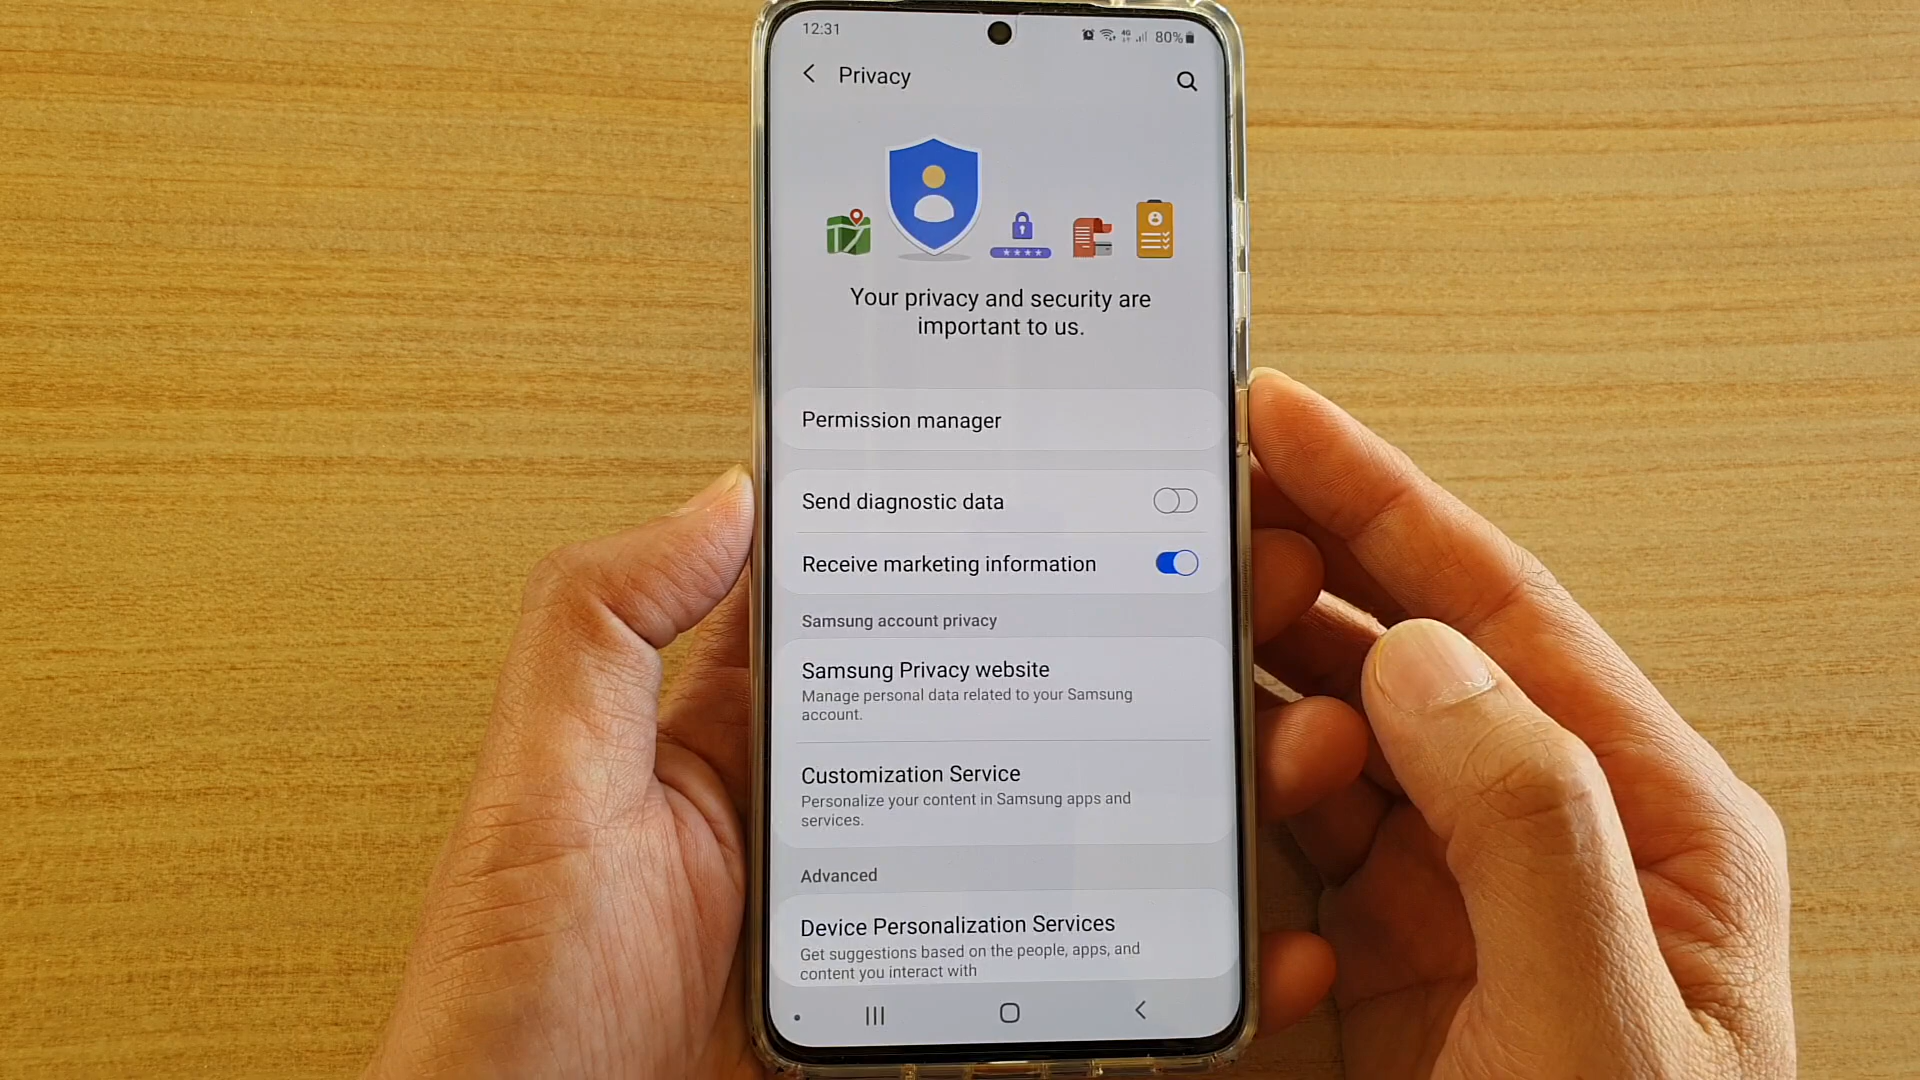 12:31
4G 80%
Privacy
Your privacy and security are
important to us.
Permission manager
Send diagnostic data
Receive marketing information
Samsung account privacy
Samsung Privacy website
Manage personal data related to your Samsung
account.
Customization Service
Personalize your content in Samsung apps and
services.
Advanced
Device Personalization Services
Get suggestions based on the people, apps, and
content you interact with